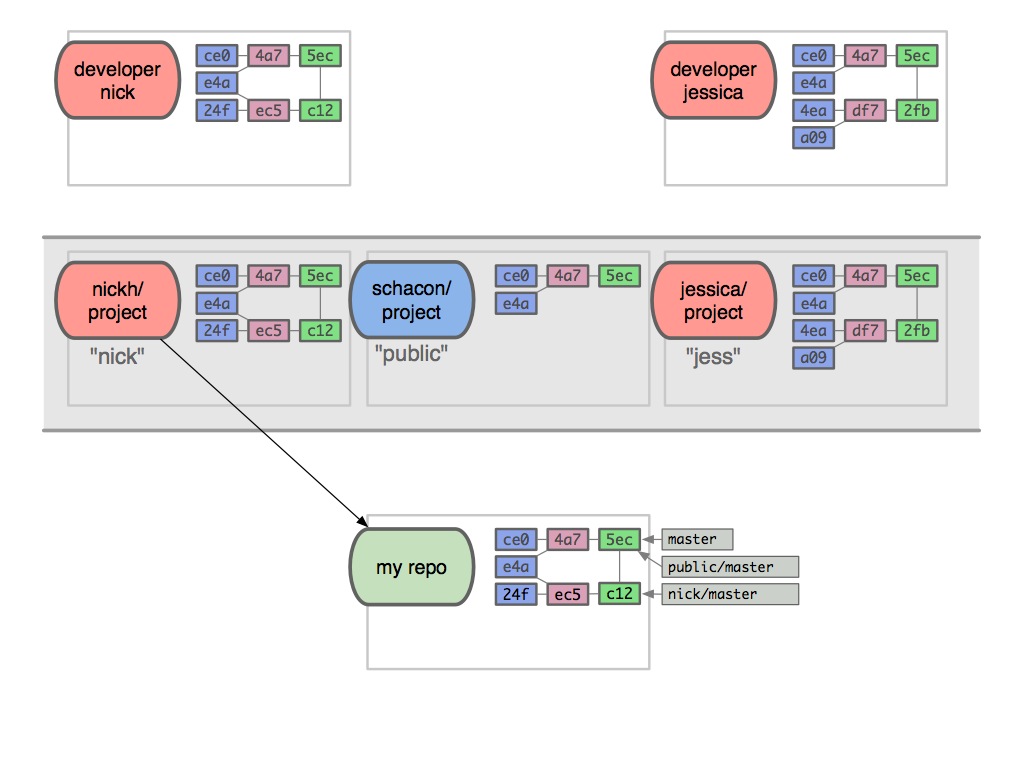 developer
nick
ce0 4a7 5ec
e4a
24f ec5 c12
developer
jessica
ce0 4a7 5ec
e4a
4ea df7 2fb
a09
nickh/
project
"nick"
ce0 4a7 5ec
e4a
24f ec5 c12
schacon/
project
"public"
ce0 4a7 5ec
e4a
jessica/
project
"jess"
ce0 4a7 5ec
e4a
4ea df7 2fb
a09
my repo
ce0 4a7 5ec master
e4a public/master
24f ec5 c12 nick/master